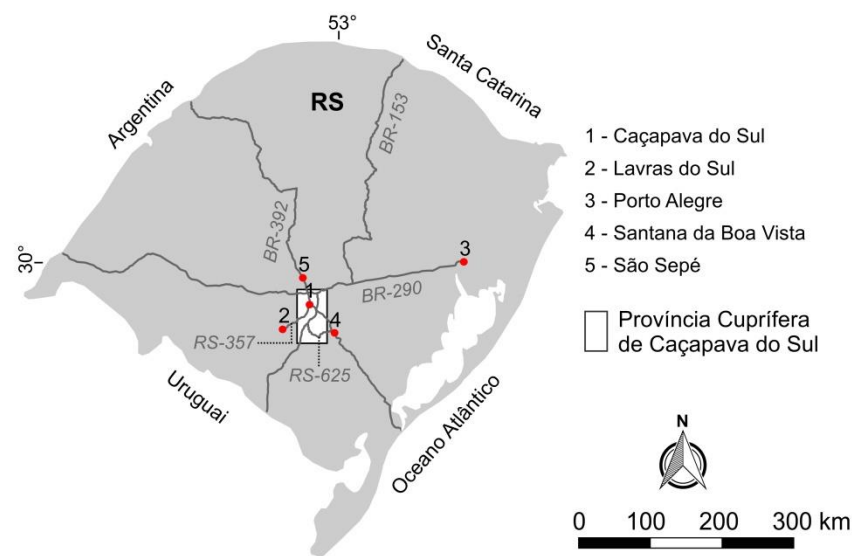 53°
Santa Catarina
Argentina
RS
BR-153
BR-392
30°
5
3
1
BR-290
2
4
RS-357
RS-625
Uruguai
Oceano Atlântico
1 - Caçapava do Sul
2 - Lavras do Sul
3 - Porto Alegre
4 - Santana da Boa Vista
5 - São Sepé
Província Cuprífera
de Caçapava do Sul
N
0 100 200 300 km